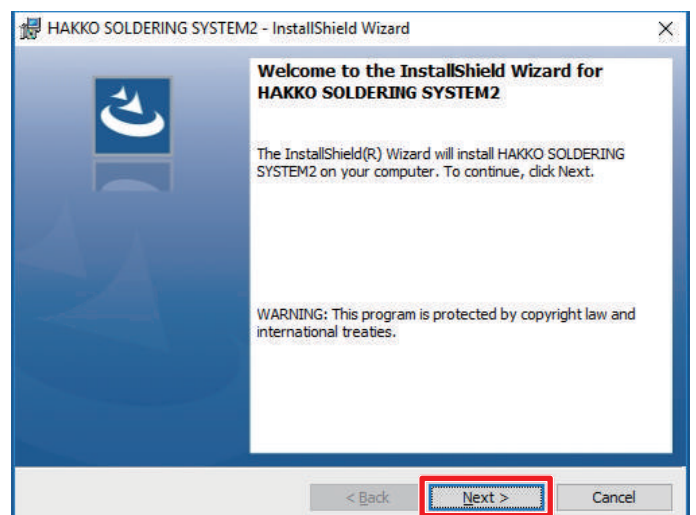 HAKKO SOLDERING SYSTEM2 - InstallShield Wizard
Welcome to the InstallShield Wizard for
HAKKO SOLDERING SYSTEM2
The InstallShield(R) Wizard will install HAKKO SOLDERING
SYSTEM2 on your computer. To continue, click Next.
WARNING: This program is protected by copyright law and
international treaties.
< Back Next > Cancel